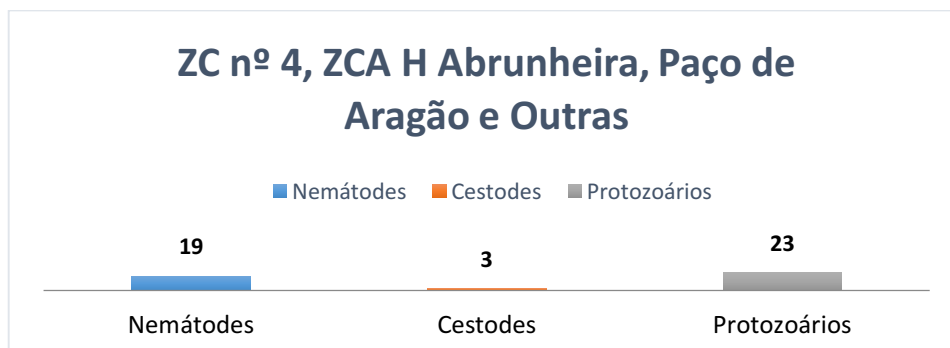 ZC nº 4, ZCA H Abrunheira, Paço de
Aragão e Outras
Nemátodes Cestodes Protozoários
19 3 23
Nemátodes Cestodes Protozoários